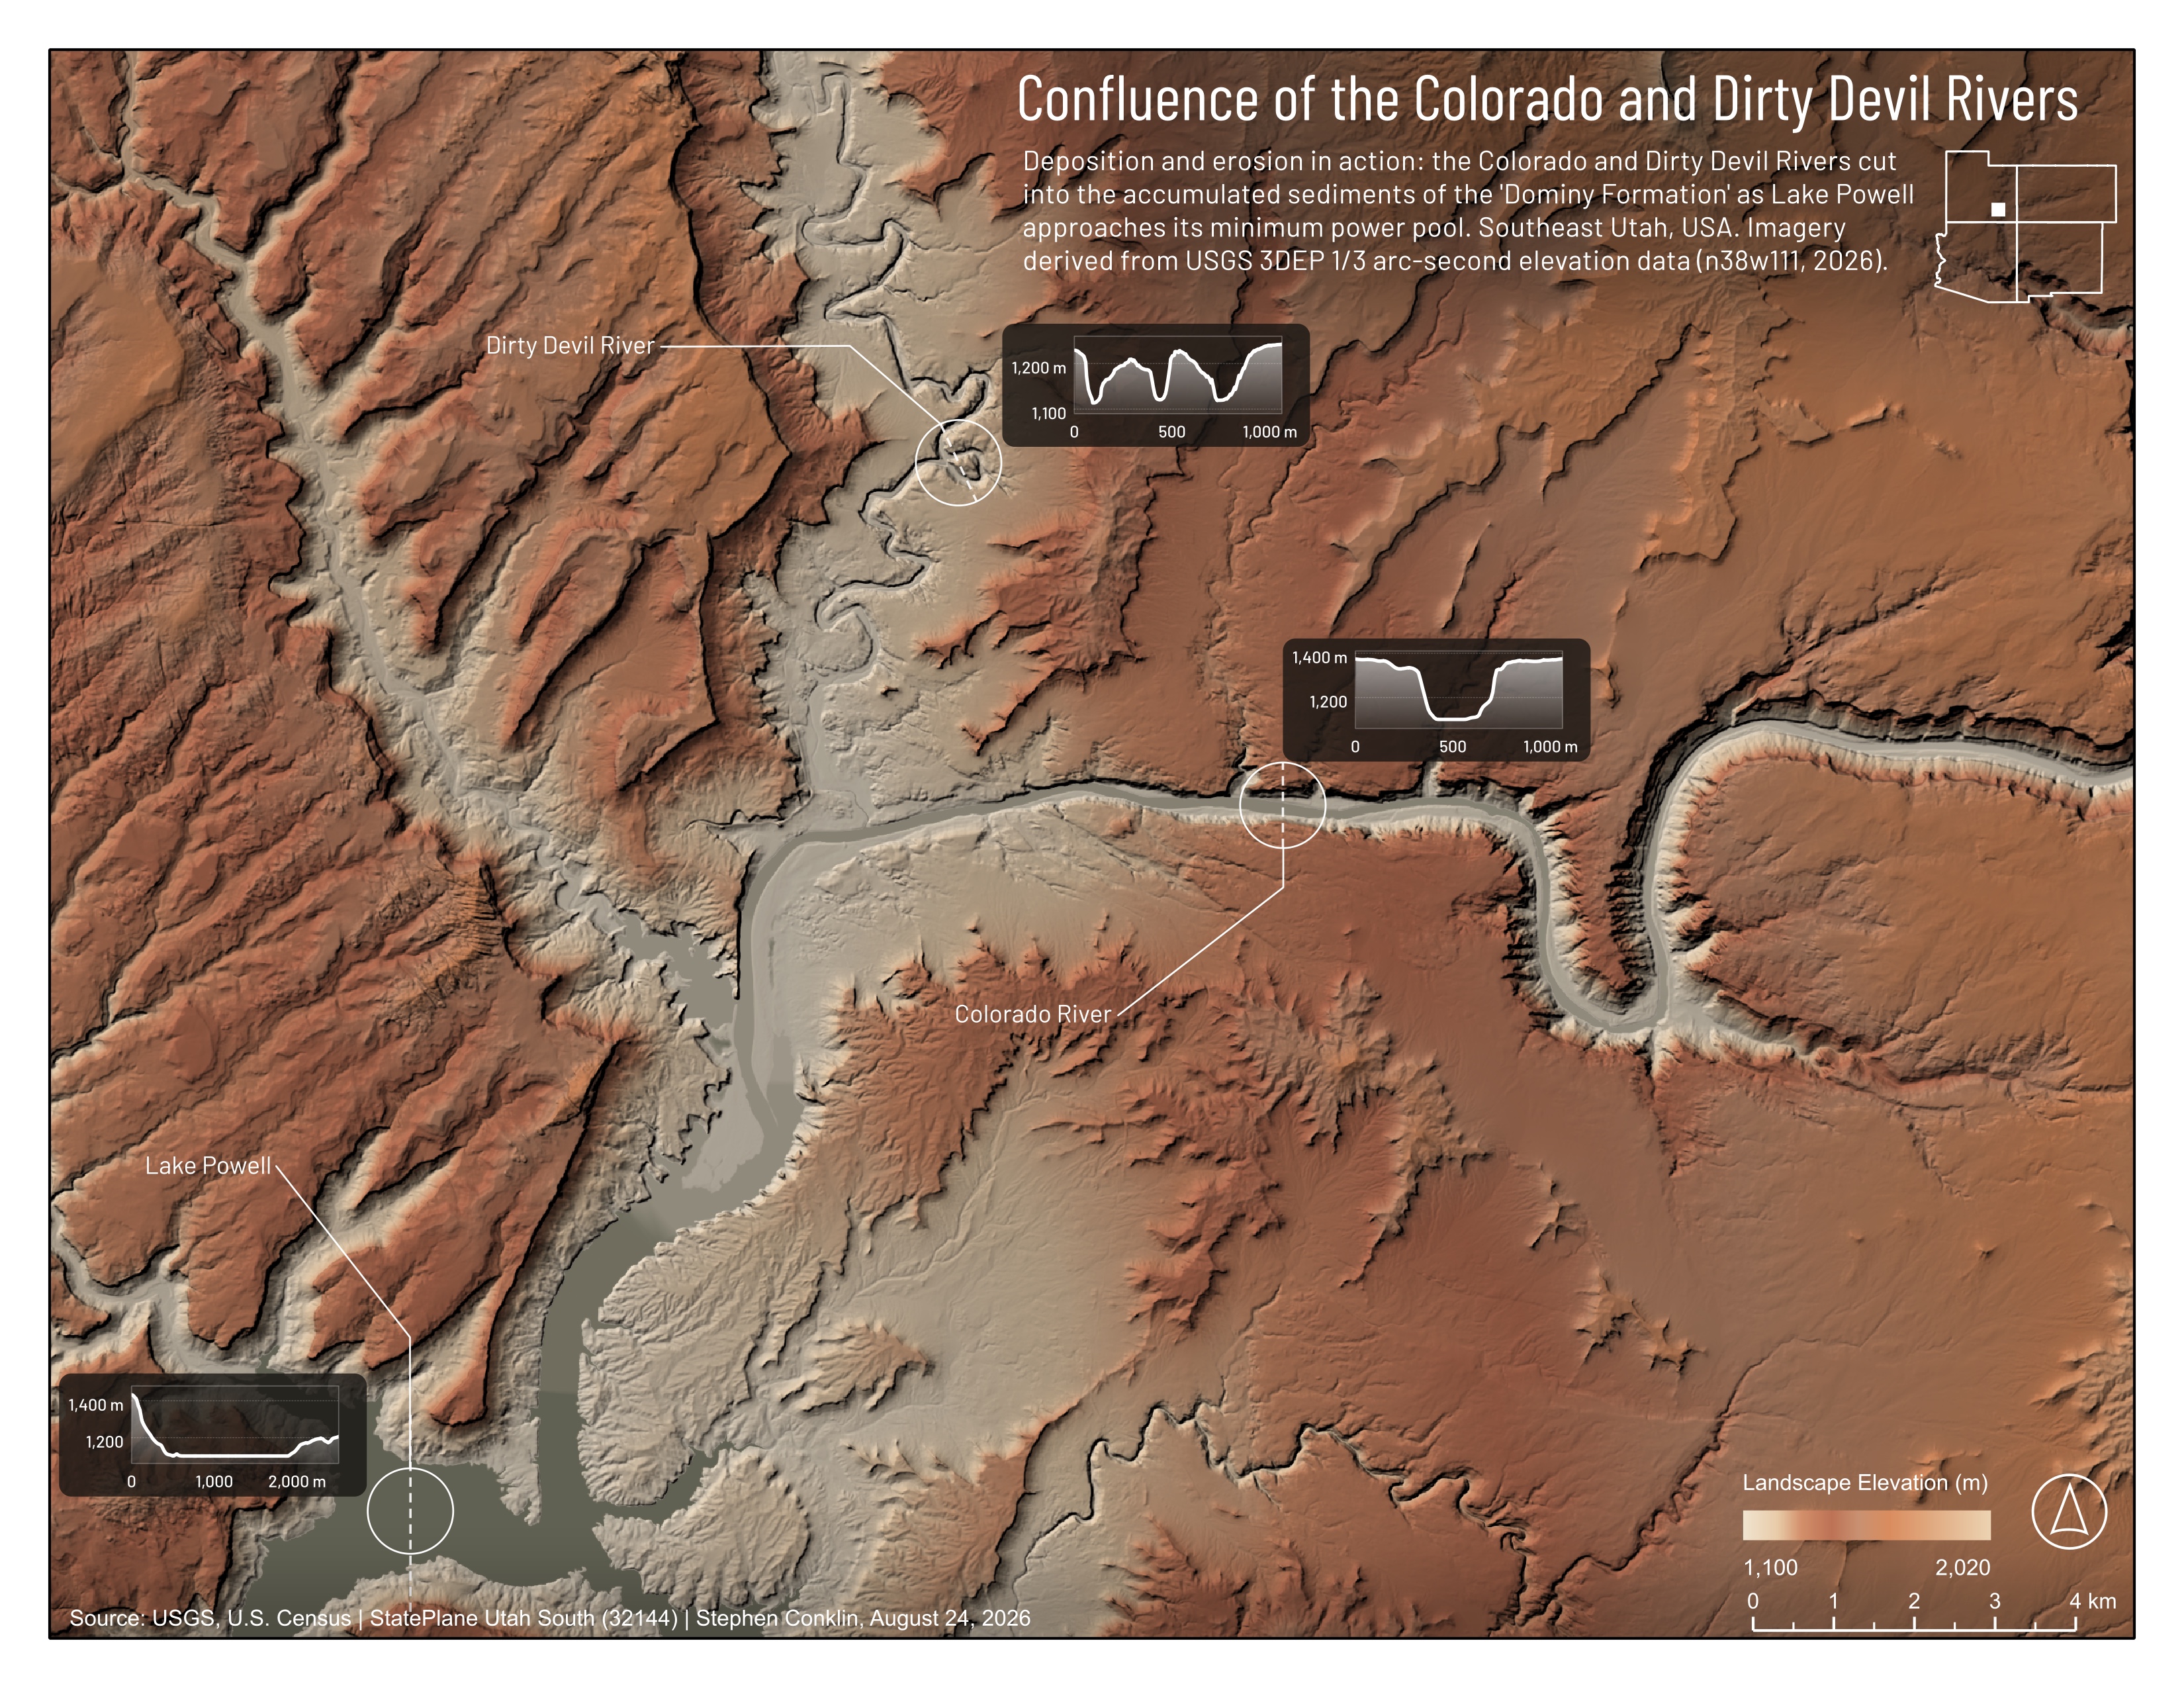 Confluence of the Colorado and Dirty Devil Rivers
Deposition and erosion in action: the Colorado and Dirty Devil Rivers cut
into the accumulated sediments of the 'Dominy Formation' as Lake Powell
approaches its minimum power pool. Southeast Utah, USA. Imagery
derived from USGS 3DEP 1/3 arc-second elevation data (n38w111, 2026).
Dirty Devil River
1,200 m
1,100
0 500 1,000 m
1,400 m
1,200
0 500 1,000 m
Colorado River
Lake Powell
1,400 m
1,200
0 1,000 2,000 m
Landscape Elevation (m)
1,100 2,020
0 1 2 3 4 km
Source: USGS, U.S. Census | StatePlane Utah South (32144) | Stephen Conklin, August 24, 2026